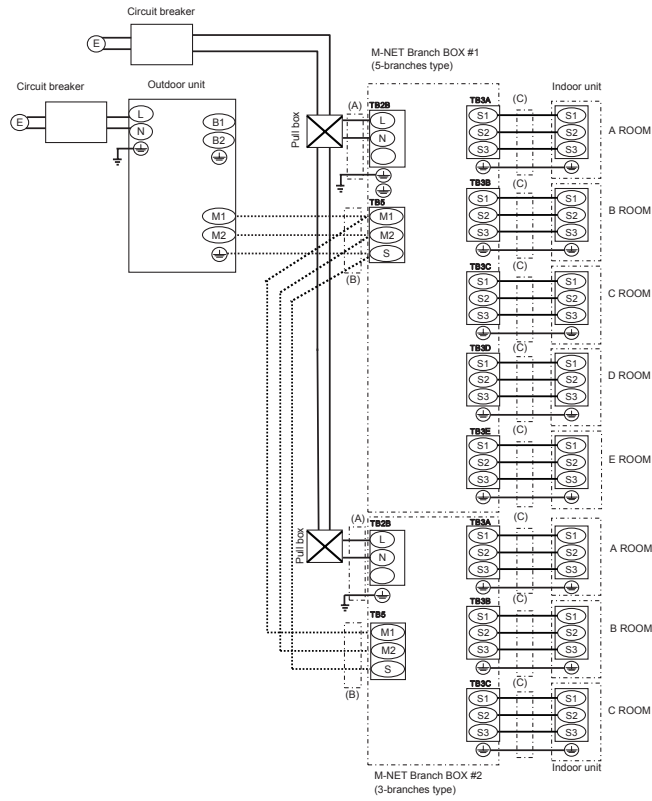 Circuit breaker
E
Circuit breaker
Outdoor unit
E
L
N
B1
B2
M1
M2
Pull box
M-NET Branch BOX #1
(5-branches type)
Indoor unit
(A)
TB2B
L
N
TB5
M1
M2
S
(B)
TB3A
(C)
S1
S1
S2
S2
S3
S3
A ROOM
TB3B
(C)
S1
S1
S2
S2
S3
S3
B ROOM
TB3C
(C)
S1
S1
S2
S2
S3
S3
C ROOM
TB3D
(C)
S1
S1
S2
S2
S3
S3
D ROOM
TB3E
(C)
S1
S1
S2
S2
S3
S3
E ROOM
Pull box
(A)
TB2B
L
N
TB5
M1
M2
S
(B)
TB3A
(C)
S1
S1
S2
S2
S3
S3
A ROOM
TB3B
(C)
S1
S1
S2
S2
S3
S3
B ROOM
TB3C
(C)
S1
S1
S2
S2
S3
S3
C ROOM
Indoor unit
M-NET Branch BOX #2
(3-branches type)